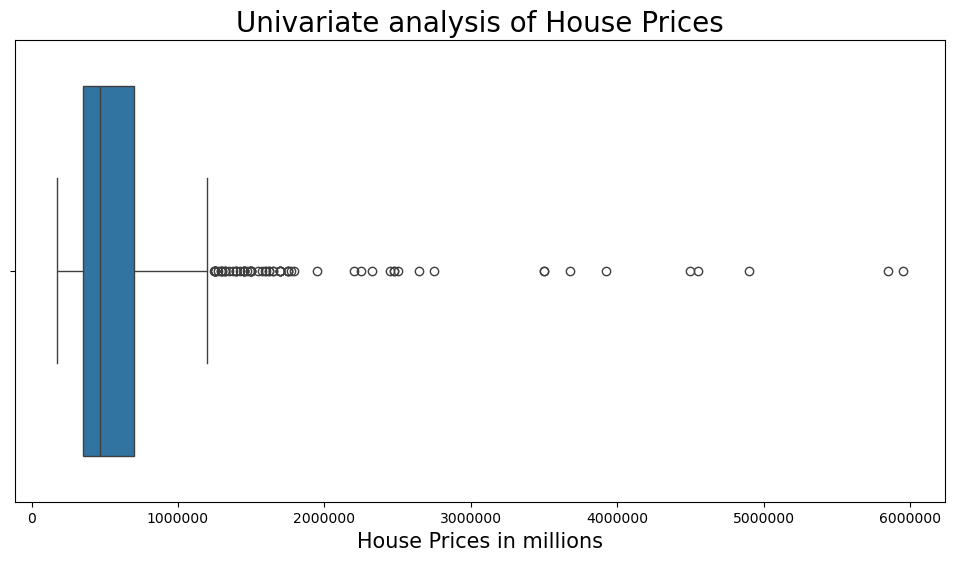 Univariate analysis of House Prices
0 1000000 2000000 3000000 4000000 5000000 6000000
House Prices in millions